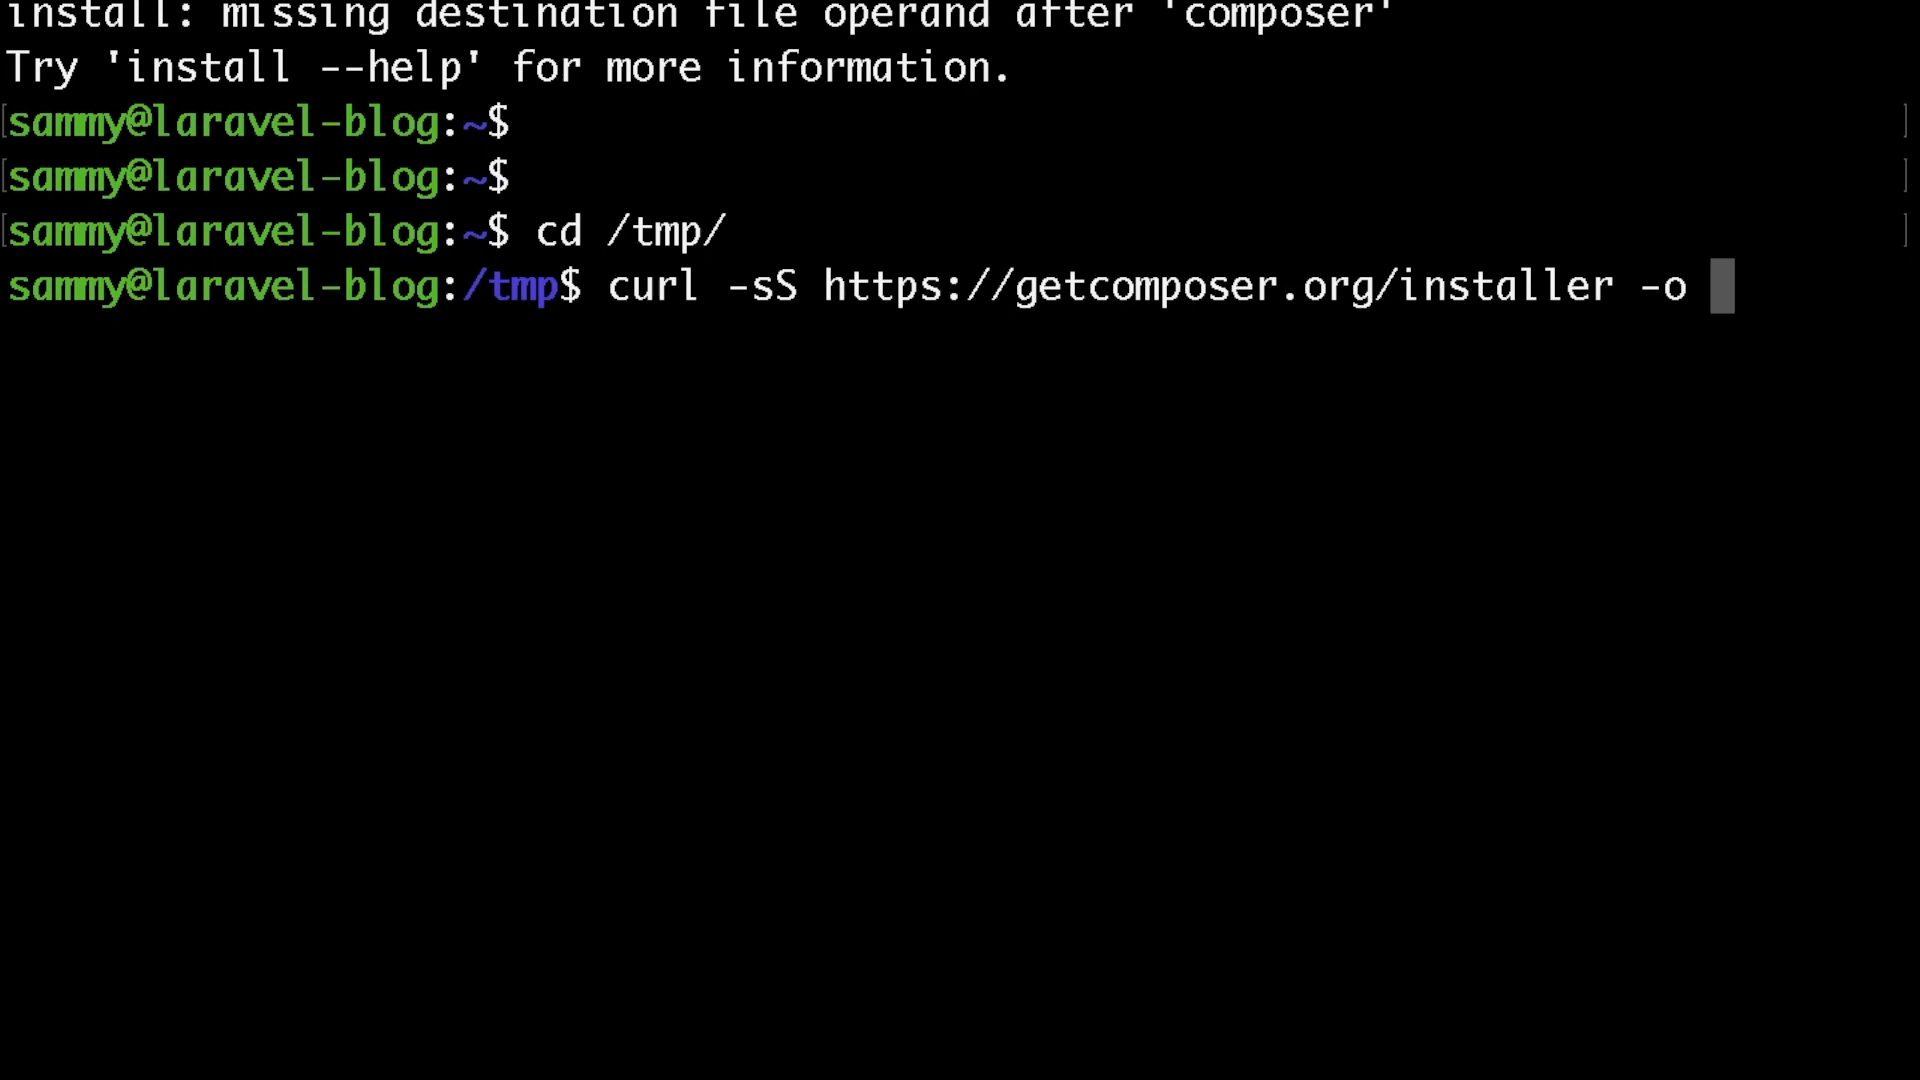 install: missing destination file operand after 'composer'
Try 'install --help' for more information.
[sammy@laravel-blog:~$ ]
[sammy@laravel-blog:~$ ]
[sammy@laravel-blog:~$ cd /tmp/ ]
sammy@laravel-blog:/tmp$ curl -sS https://getcomposer.org/installer -o